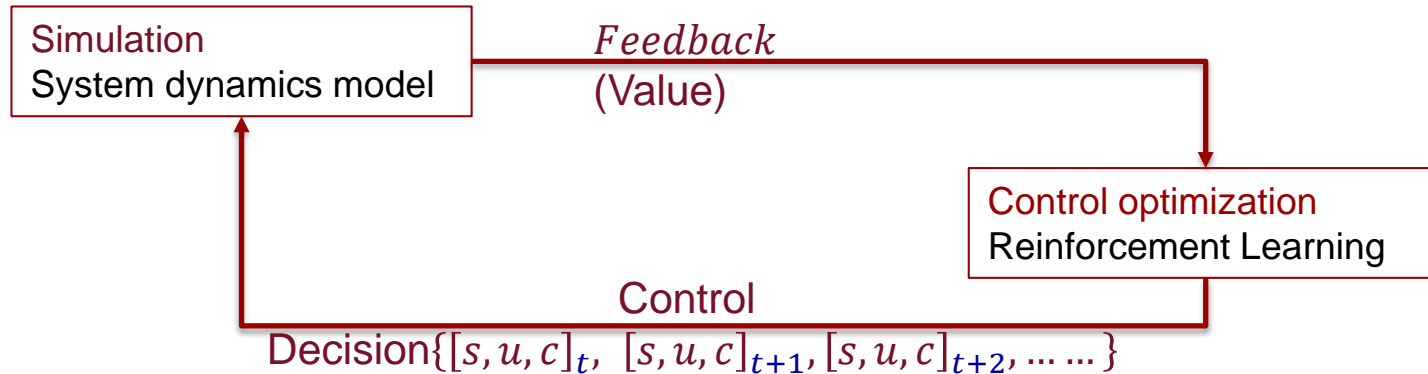 Simulation
System dynamics model
Feedback
(Value)
Control optimization
Reinforcement Learning
Control
Decision{[s, u, c]t, [s, u, c]t+1, [s, u, c]t+2, … … }